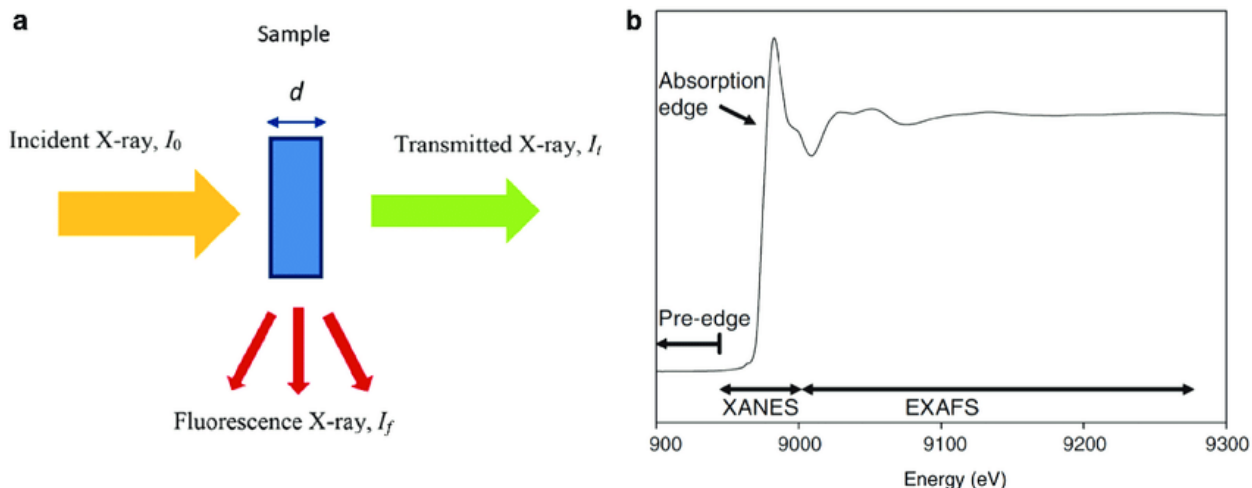 a
Sample
d
Incident X-ray, I0
Transmitted X-ray, It
Fluorescence X-ray, If
b
Absorption
edge
Pre-edge
XANES
EXAFS
900 9000 9100 9200 9300
Energy (eV)